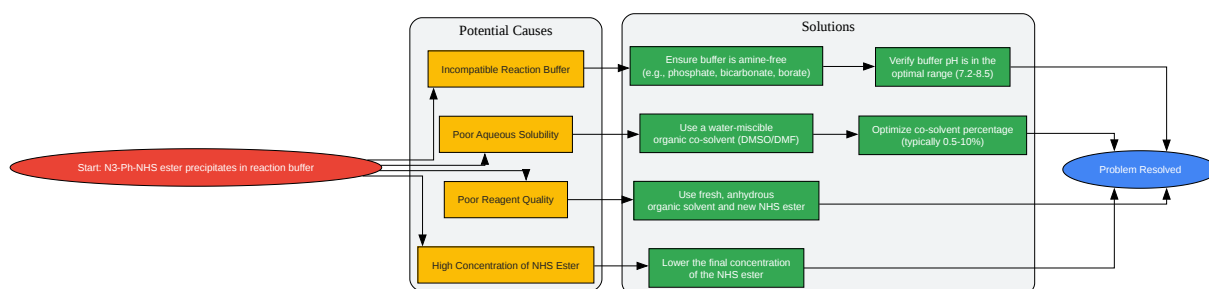 Potential Causes
Solutions
Start: N3-Ph-NHS ester precipitates in reaction buffer
Incompatible Reaction Buffer
Ensure buffer is amine-free
(e.g., phosphate, bicarbonate, borate)
Verify buffer pH is in the
optimal range (7.2-8.5)
Poor Aqueous Solubility
Use a water-miscible
organic co-solvent (DMSO/DMF)
Optimize co-solvent percentage
(typically 0.5-10%)
Poor Reagent Quality
Use fresh, anhydrous
organic solvent and new NHS ester
High Concentration of NHS Ester
Lower the final concentration
of the NHS ester
Problem Resolved